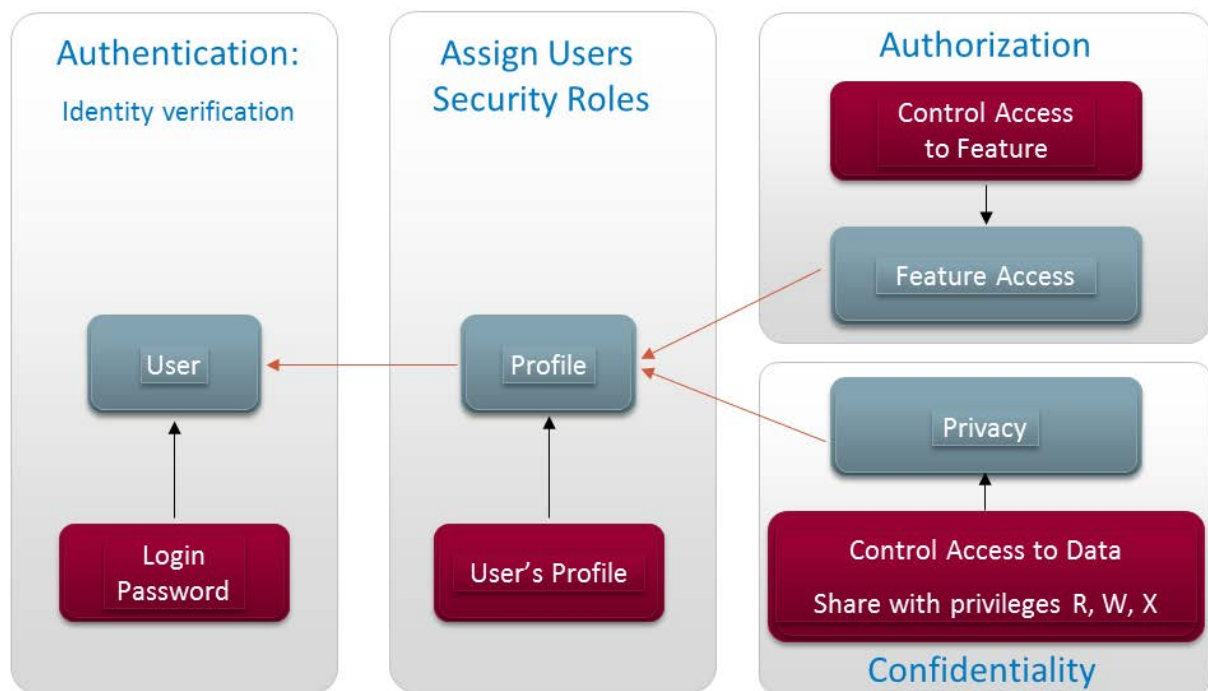 Authentication:
Identity verification
User
Login
Password
Assign Users
Security Roles
Profile
User’s Profile
Authorization
Control Access
to Feature
Feature Access
Privacy
Control Access to Data
Share with privileges R, W, X
Confidentiality